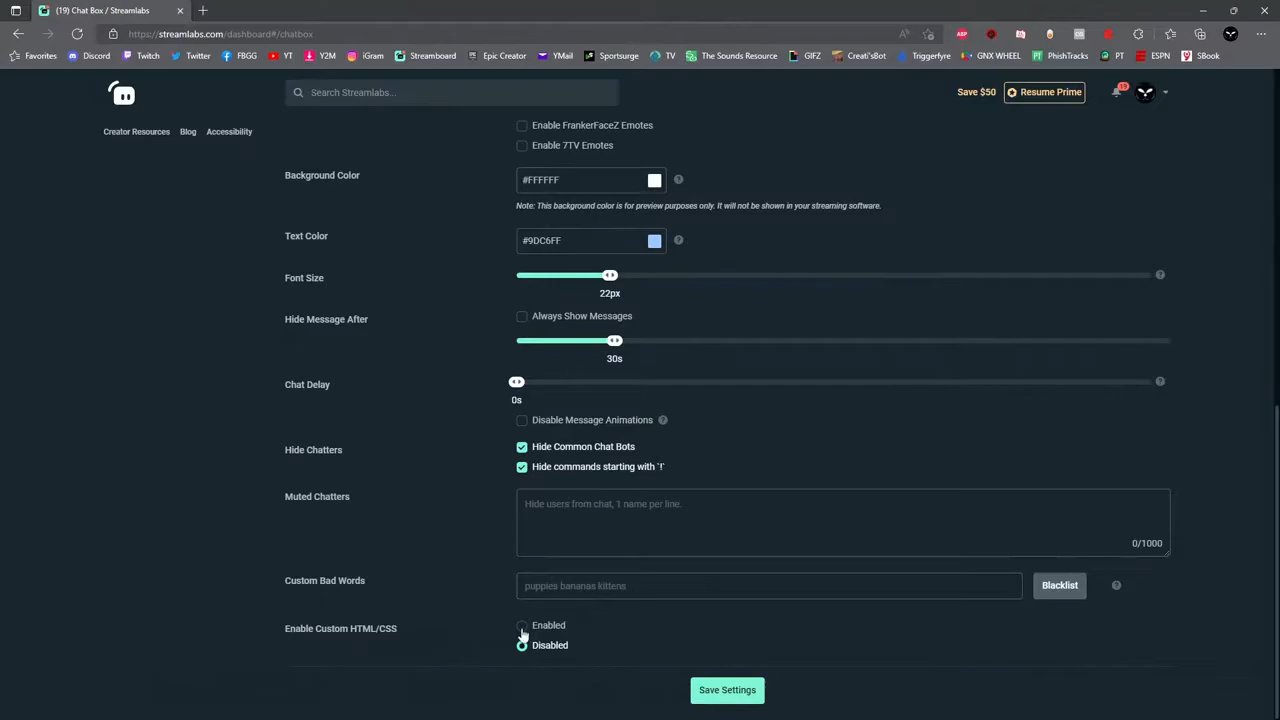 (19) Chat Box / Streamlabs
https://streamlabs.com/dashboard#/chatbox
Favorites Discord Twitch Twitter FBGG YT Y2M iGram Streamboard Epic Creator YMail Sportsurge TV The Sounds Resource GIFZ Creati'sBot Triggerfyre GNX WHEEL PhishTracks PT ESPN SBook
Search Streamlabs...
Save $50
Resume Prime
19
Creator Resources Blog Accessibility
Enable FrankerFaceZ Emotes
Enable 7TV Emotes
Background Color
#FFFFFF
Note: This background color is for preview purposes only. It will not be shown in your streaming software.
Text Color
#9DC6FF
Font Size
22px
Hide Message After
Always Show Messages
30s
Chat Delay
0s
Disable Message Animations
Hide Chatters
Hide Common Chat Bots
Hide commands starting with `!`
Muted Chatters
Hide users from chat, 1 name per line.
0/1000
Custom Bad Words
puppies bananas kittens
Blacklist
Enable Custom HTML/CSS
Enabled
Disabled
Save Settings